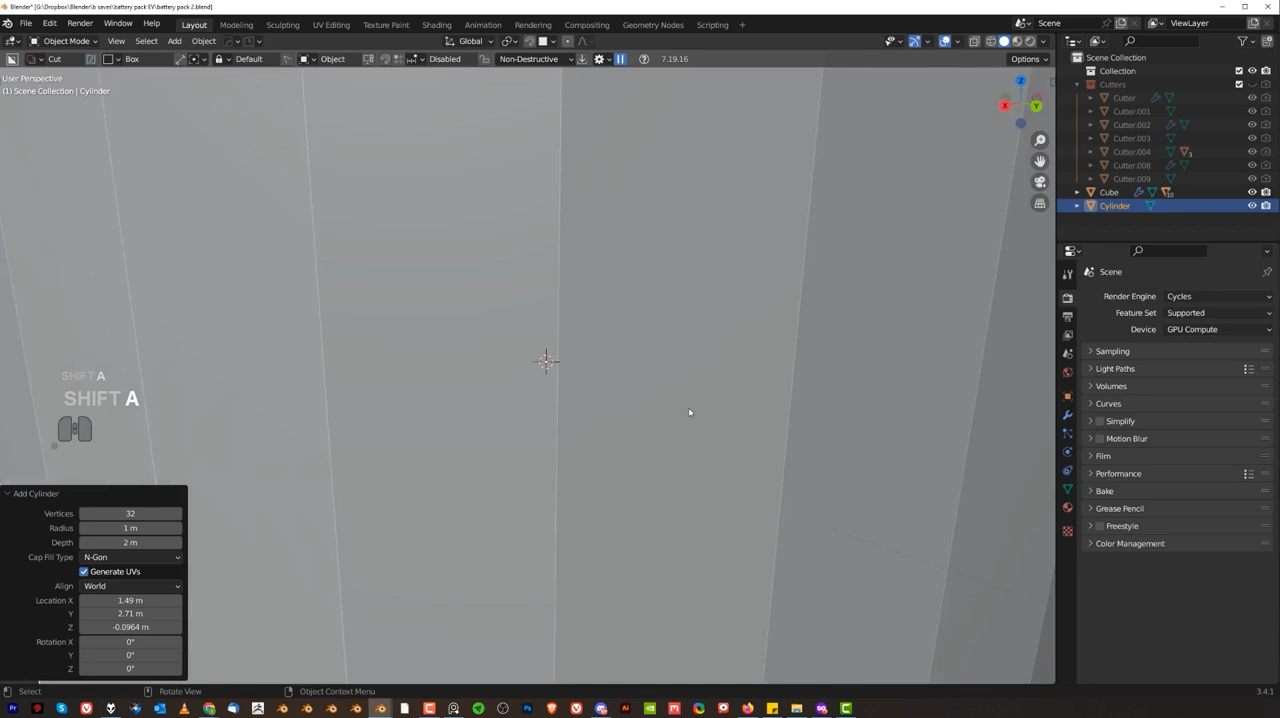 Blender* [G:\Dropbox\Blender\b saves\battery pack EV\battery pack 2.blend]
File Edit Render Window Help Layout Modeling Sculpting UV Editing Texture Paint Shading Animation Rendering Compositing Geometry Nodes Scripting + Scene ViewLayer
Object Mode View Select Add Object Global
Cut Box Default Object Disabled Non-Destructive 7.19.16 Options
User Perspective
(1) Scene Collection | Cylinder
Z
X
Y
SHIFT A
SHIFT A
Add Cylinder
Vertices 32
Radius 1 m
Depth 2 m
Cap Fill Type N-Gon
Generate UVs
Align World
Location X 1.49 m
Y 2.71 m
Z -0.0964 m
Rotation X 0°
Y 0°
Z 0°
Scene Collection
Collection
Cutters
Cutter
Cutter.001
Cutter.002
Cutter.003
Cutter.004 3
Cutter.008
Cutter.009
Cube 10
Cylinder
Scene
Render Engine Cycles
Feature Set Supported
Device GPU Compute
Sampling
Light Paths
Volumes
Curves
Simplify
Motion Blur
Film
Performance
Bake
Grease Pencil
Freestyle
Color Management
Select Rotate View Object Context Menu 3.4.1